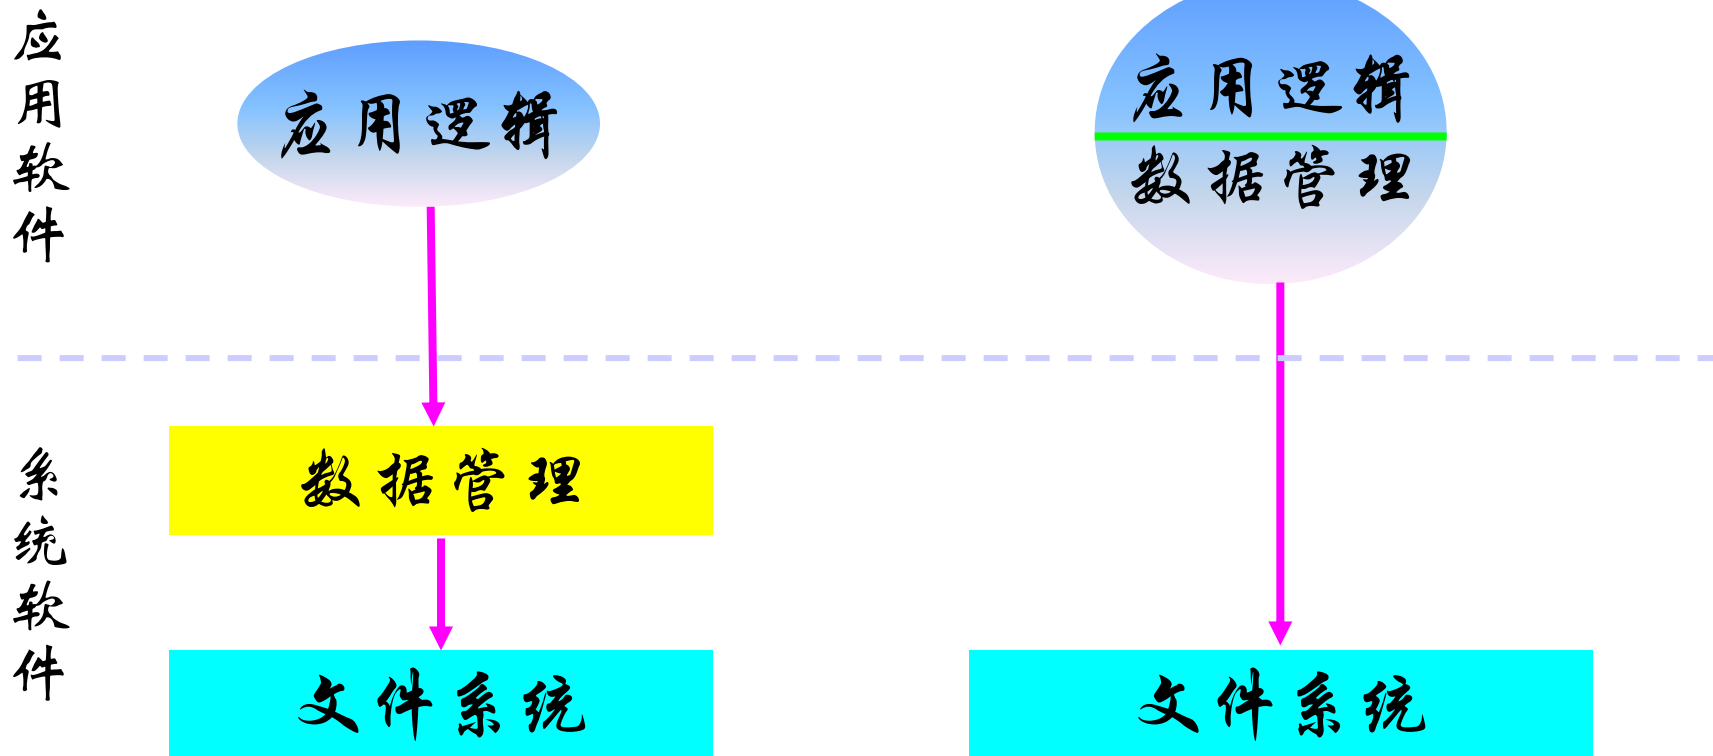 应用软件
应用逻辑
应用逻辑
数据管理
系统软件
数据管理
文件系统
文件系统